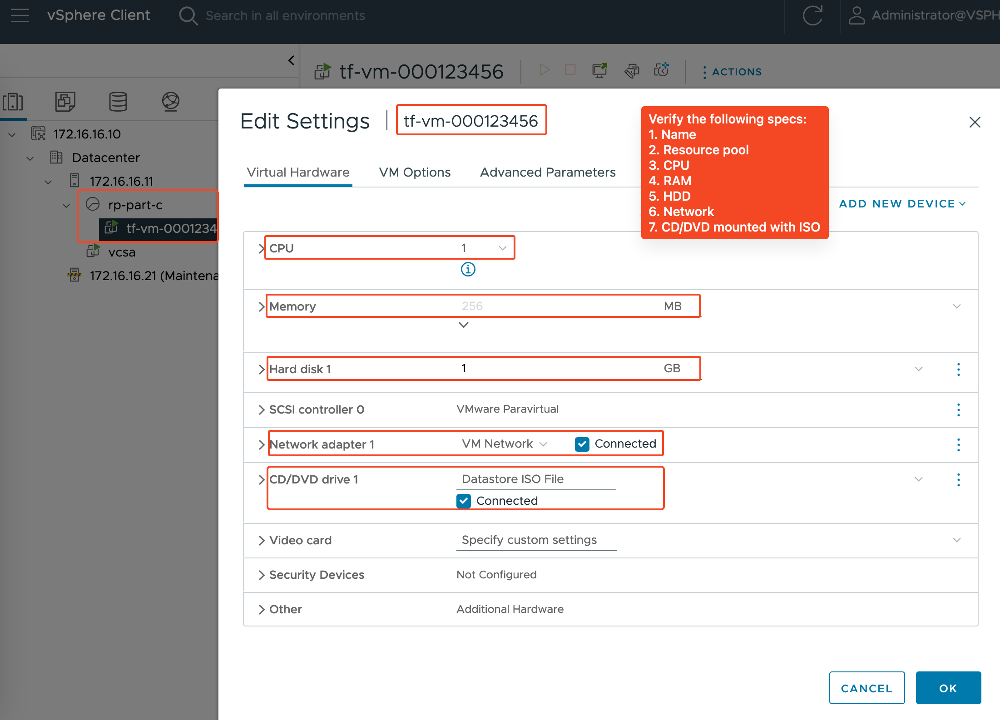 vSphere Client
Search in all environments
Administrator@VSPH
tf-vm-000123456
ACTIONS
172.16.16.10
Datacenter
172.16.16.11
rp-part-c
tf-vm-0001234
vcsa
172.16.16.21 (Maintena
Edit Settings
tf-vm-000123456
Verify the following specs:
1. Name
2. Resource pool
3. CPU
4. RAM
5. HDD
6. Network
7. CD/DVD mounted with ISO
Virtual Hardware
VM Options
Advanced Parameters
ADD NEW DEVICE
CPU 1
Memory 256 MB
Hard disk 1 1 GB
SCSI controller 0 VMware Paravirtual
Network adapter 1 VM Network Connected
CD/DVD drive 1 Datastore ISO File
Connected
Video card Specify custom settings
Security Devices Not Configured
Other Additional Hardware
CANCEL
OK